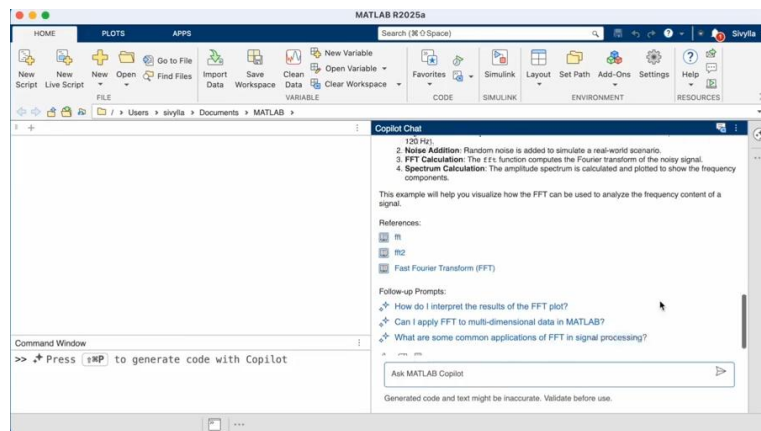 MATLAB R2025a
HOME PLOTS APPS Search (⌘⇧Space) Sivylla
New Script
New Live Script
New
Open
Go to File
Find Files
Import Data
Save Workspace
Clean Data
New Variable
Open Variable
Clear Workspace
Favorites
Simulink
Layout
Set Path
Add-Ons
Settings
Help
FILE VARIABLE CODE SIMULINK ENVIRONMENT RESOURCES
/ › Users › sivylla › Documents › MATLAB ›
Copilot Chat
120 Hz).
2. Noise Addition: Random noise is added to simulate a real-world scenario.
3. FFT Calculation: The fft function computes the Fourier transform of the noisy signal.
4. Spectrum Calculation: The amplitude spectrum is calculated and plotted to show the frequency
components.
This example will help you visualize how the FFT can be used to analyze the frequency content of a
signal.
References:
fft
fft2
Fast Fourier Transform (FFT)
Follow-up Prompts:
How do I interpret the results of the FFT plot?
Can I apply FFT to multi-dimensional data in MATLAB?
What are some common applications of FFT in signal processing?
Ask MATLAB Copilot
Generated code and text might be inaccurate. Validate before use.
Command Window
>> Press ⇧⌘P to generate code with Copilot